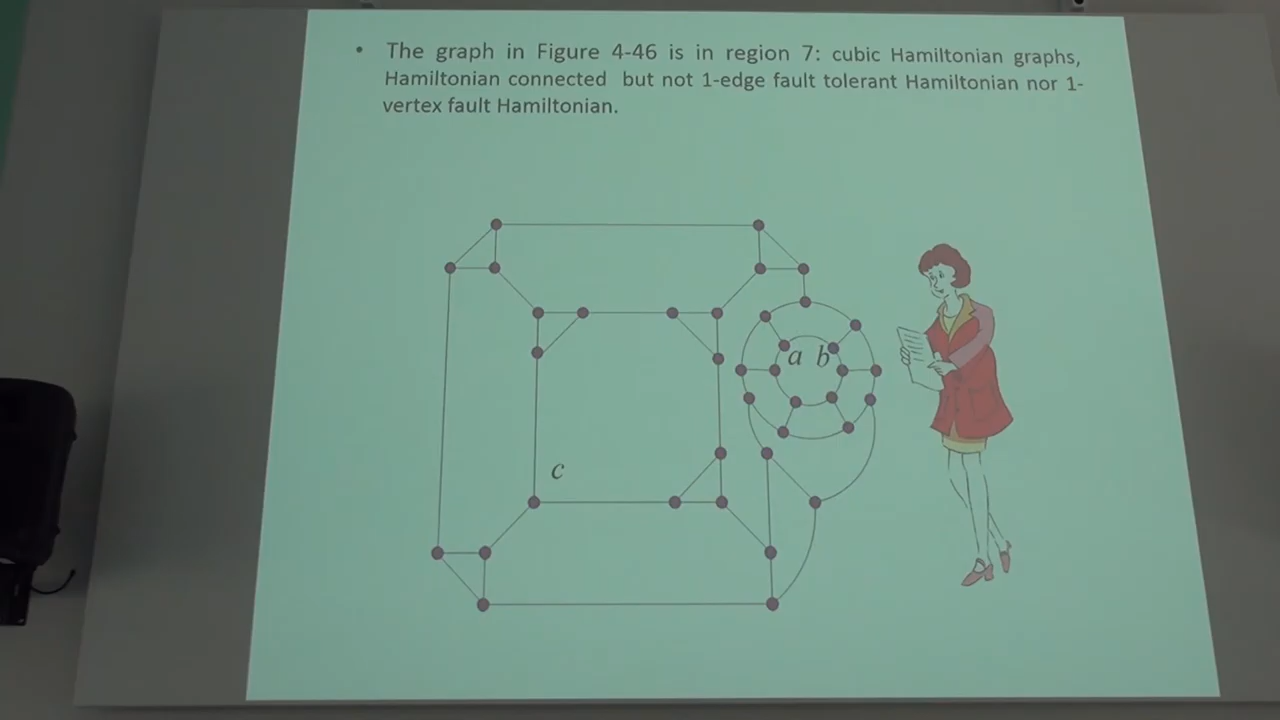 • The graph in Figure 4-46 is in region 7: cubic Hamiltonian graphs,
Hamiltonian connected but not 1-edge fault tolerant Hamiltonian nor 1-
vertex fault Hamiltonian.
a b
c